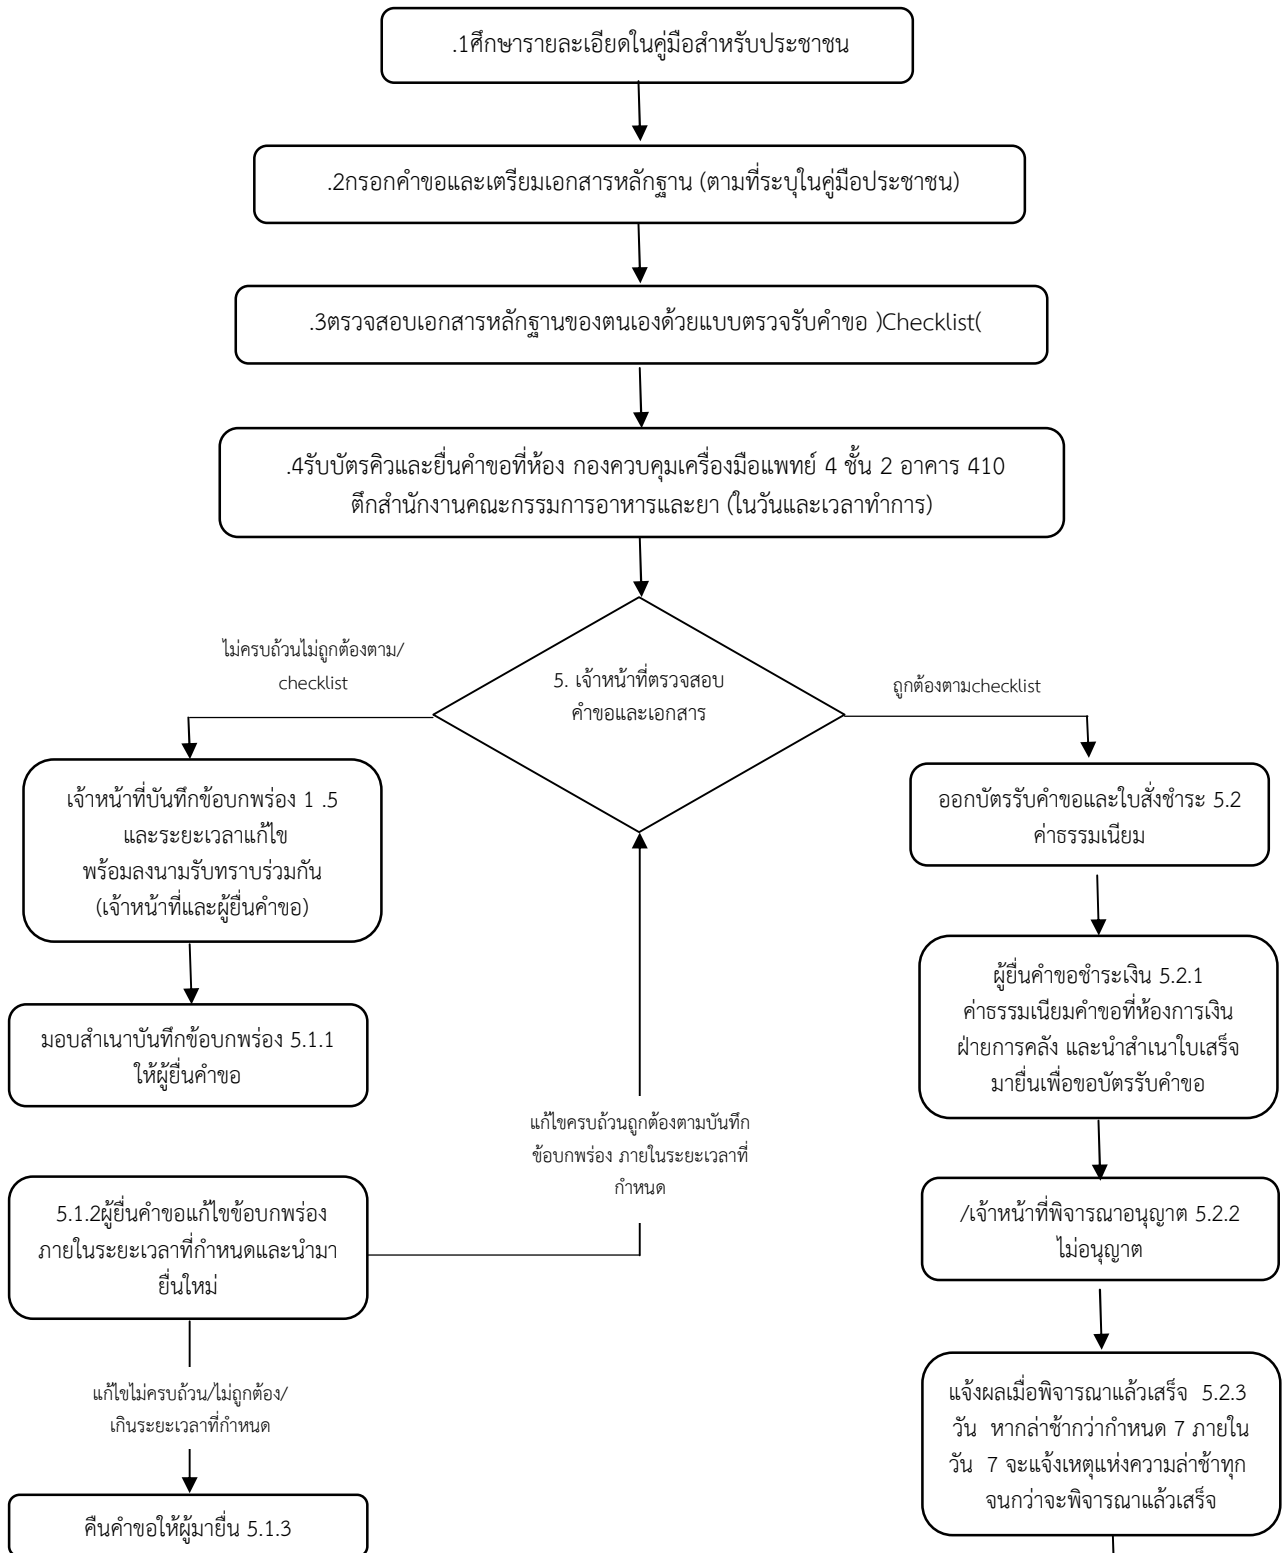 .1ศึกษารายละเอียดในคู่มือสำหรับประชาชน
.2กรอกคำขอและเตรียมเอกสารหลักฐาน (ตามที่ระบุในคู่มือประชาชน)
.3ตรวจสอบเอกสารหลักฐานของตนเองด้วยแบบตรวจรับคำขอ )Checklist(
.4รับบัตรคิวและยื่นคำขอที่ห้อง กองควบคุมเครื่องมือแพทย์ 4 ชั้น 2 อาคาร 410
ตึกสำนักงานคณะกรรมการอาหารและยา (ในวันและเวลาทำการ)
ไม่ครบถ้วนไม่ถูกต้องตาม/
checklist
5. เจ้าหน้าที่ตรวจสอบ
คำขอและเอกสาร
ถูกต้องตามchecklist
เจ้าหน้าที่บันทึกข้อบกพร่อง 1 .5
และระยะเวลาแก้ไข
พร้อมลงนามรับทราบร่วมกัน
(เจ้าหน้าที่และผู้ยื่นคำขอ)
ออกบัตรรับคำขอและใบสั่งชำระ 5.2
ค่าธรรมเนียม
มอบสำเนาบันทึกข้อบกพร่อง 5.1.1
ให้ผู้ยื่นคำขอ
ผู้ยื่นคำขอชำระเงิน 5.2.1
ค่าธรรมเนียมคำขอที่ห้องการเงิน
ฝ่ายการคลัง และนำสำเนาใบเสร็จ
มายื่นเพื่อขอบัตรรับคำขอ
แก้ไขครบถ้วนถูกต้องตามบันทึก
ข้อบกพร่อง ภายในระยะเวลาที่
กำหนด
5.1.2ผู้ยื่นคำขอแก้ไขข้อบกพร่อง
ภายในระยะเวลาที่กำหนดและนำมา
ยื่นใหม่
/เจ้าหน้าที่พิจารณาอนุญาต 5.2.2
ไม่อนุญาต
แก้ไขไม่ครบถ้วน/ไม่ถูกต้อง/
เกินระยะเวลาที่กำหนด
แจ้งผลเมื่อพิจารณาแล้วเสร็จ 5.2.3
วัน หากล่าช้ากว่ากำหนด 7 ภายใน
วัน 7 จะแจ้งเหตุแห่งความล่าช้าทุก
จนกว่าจะพิจารณาแล้วเสร็จ
คืนคำขอให้ผู้มายื่น 5.1.3